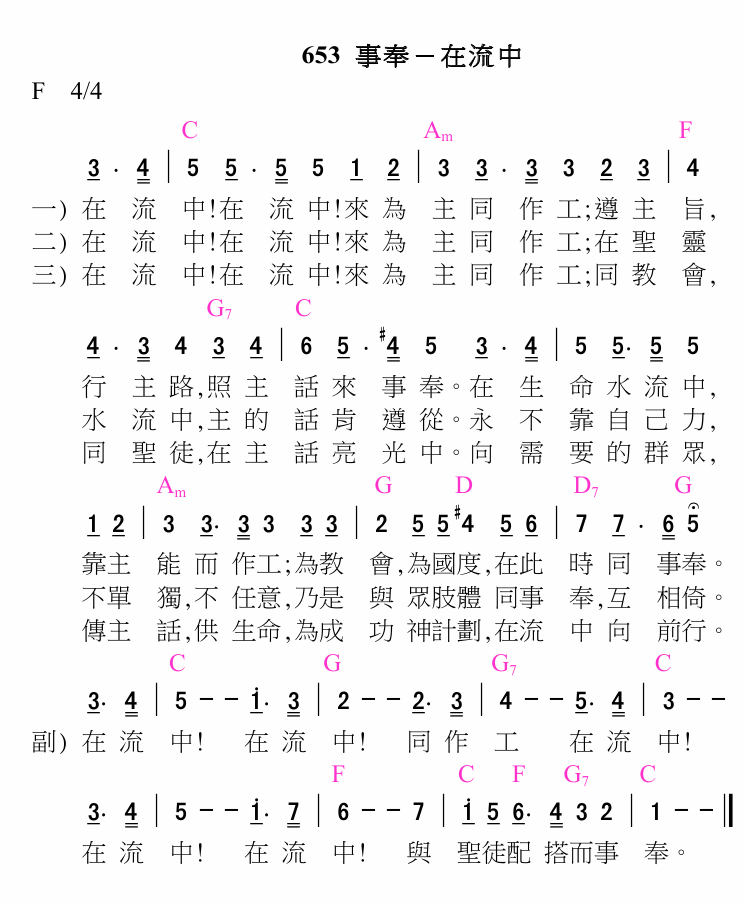 653 事奉－在流中
F 4/4
C Am F
3 . 4 | 5 5 . 5 5 1 2 | 3 3 . 3 3 2 3 | 4
一) 在 流 中!在 流 中!來 為 主 同 作 工;遵 主 旨,
二) 在 流 中!在 流 中!來 為 主 同 作 工;在 聖 靈
三) 在 流 中!在 流 中!來 為 主 同 作 工;同 教 會,
G7 C
4 . 3 4 3 4 | 6 5 . #4 5 3 . 4 | 5 5. 5 5
行 主 路,照 主 話 來 事 奉。在 生 命 水 流 中,
水 流 中,主 的 話 肯 遵 從。永 不 靠 自 己 力,
同 聖 徒,在 主 話 亮 光 中。向 需 要 的 群 眾,
Am G D D7 G
1 2 | 3 3. 3 3 3 3 | 2 5 5 #4 5 6 | 7 7 . 6 5
靠主 能 而 作工;為教 會,為國度,在此 時 同 事奉。
不單 獨,不 任意,乃是 與 眾肢體 同事 奉,互 相倚。
傳主 話,供 生命,為成 功 神計劃,在流 中 向 前行。
C G G7 C
3. 4 | 5 － － i. 3 | 2 － － 2. 3 | 4 － － 5. 4 | 3 － －
副) 在 流 中! 在 流 中! 同 作 工 在 流 中!
F C F G7 C
3. 4 | 5 － － i. 7 | 6 － － 7 | i 5 6. 4 3 2 | 1 － － ||
在 流 中! 在 流 中! 與 聖徒配 搭而事 奉。